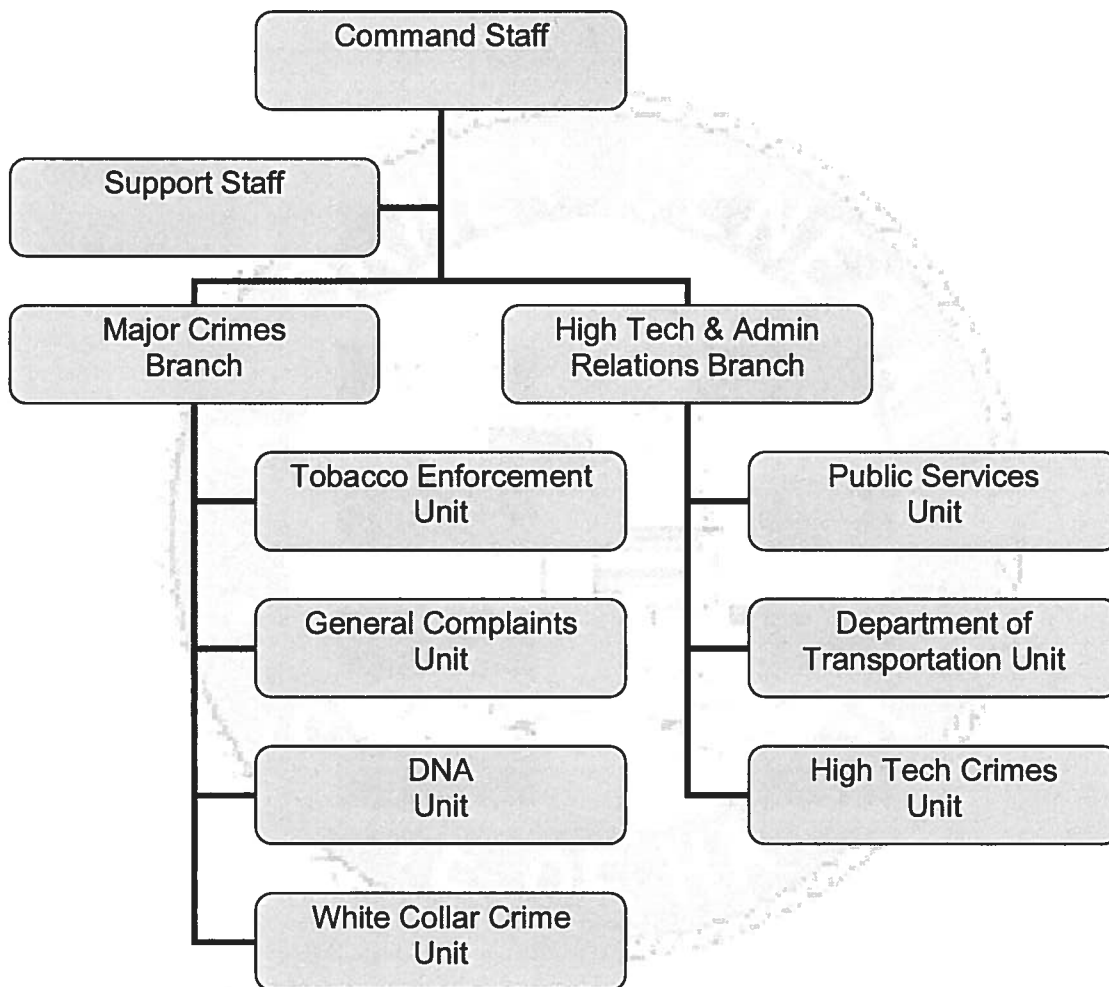 Command Staff
Support Staff
Major Crimes
Branch
High Tech & Admin
Relations Branch
Tobacco Enforcement
Unit
General Complaints
Unit
DNA
Unit
White Collar Crime
Unit
Public Services
Unit
Department of
Transportation Unit
High Tech Crimes
Unit